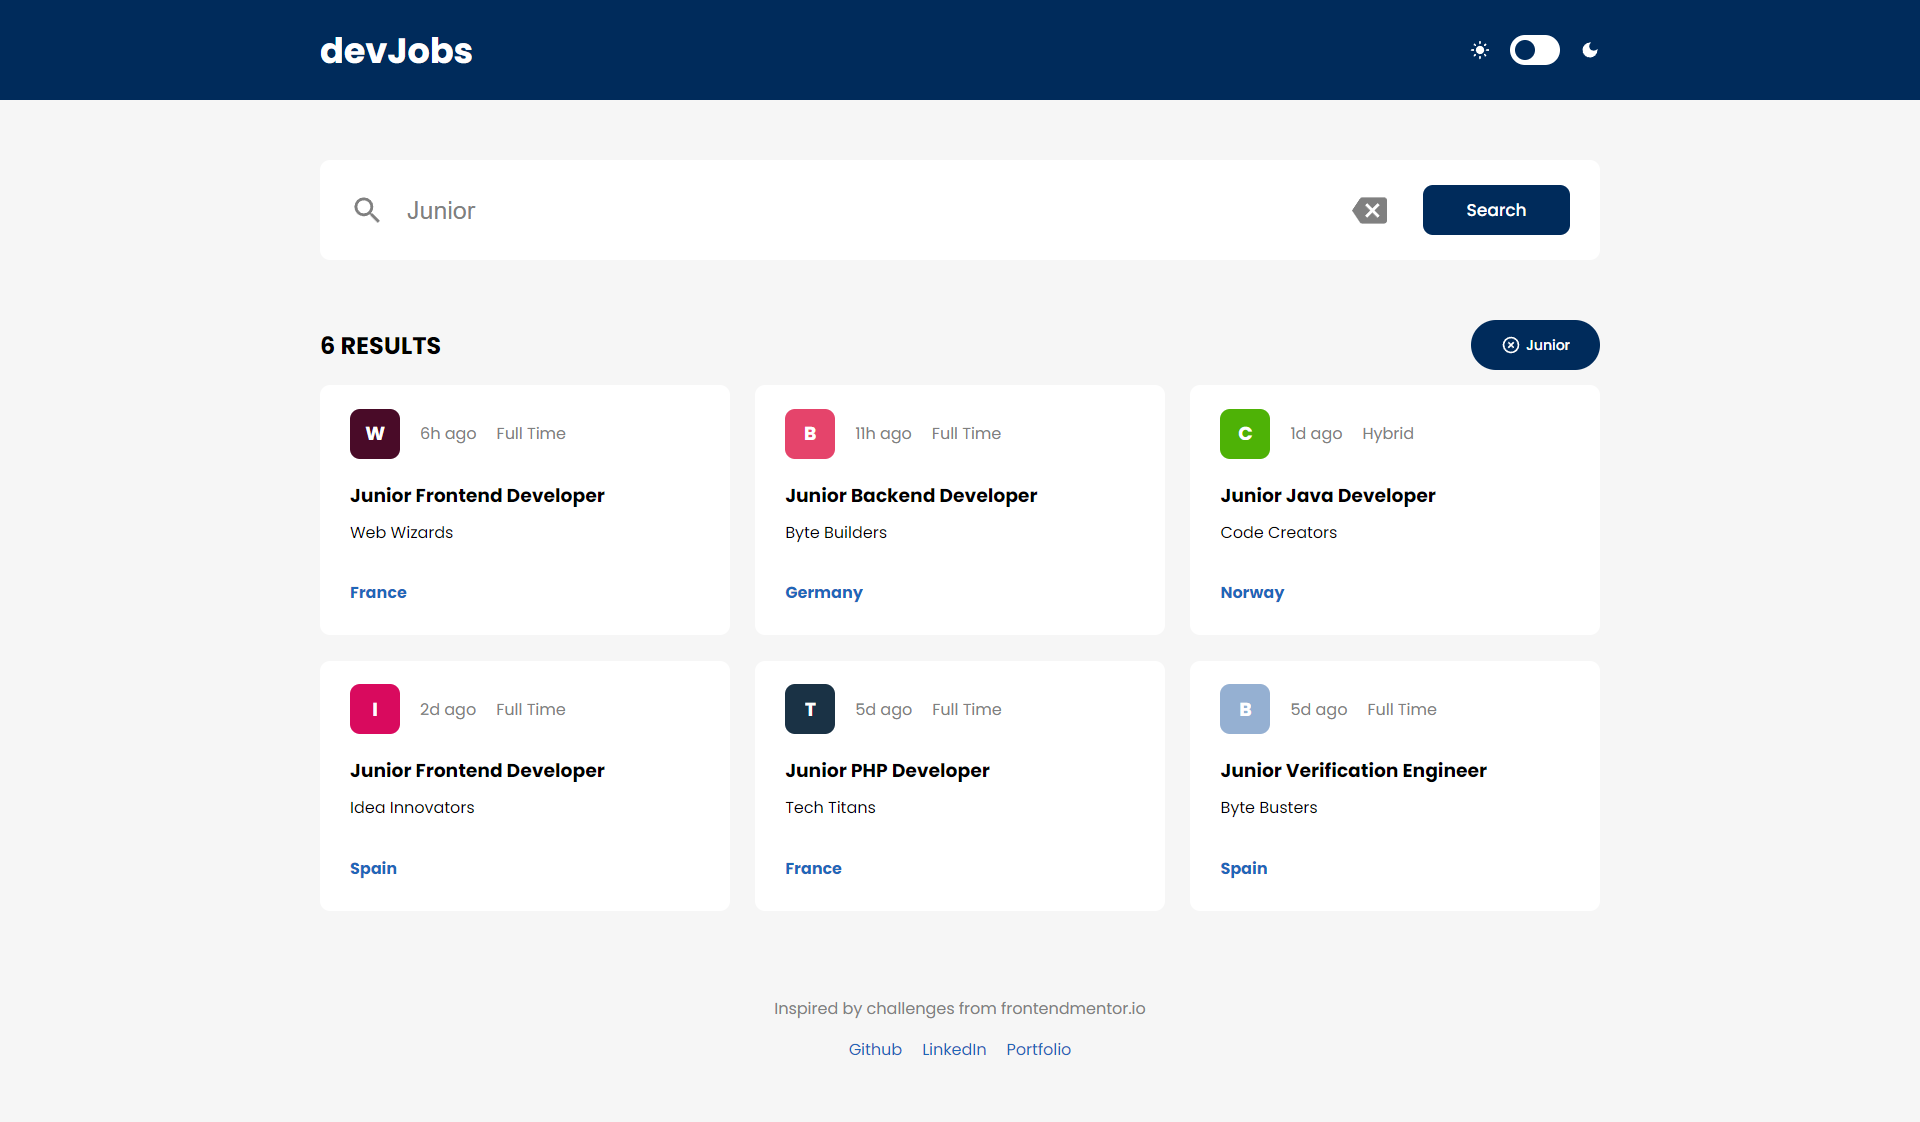 devJobs
Junior
Search
6 RESULTS
Junior
W 6h ago Full Time
Junior Frontend Developer
Web Wizards
France
B 11h ago Full Time
Junior Backend Developer
Byte Builders
Germany
C 1d ago Hybrid
Junior Java Developer
Code Creators
Norway
I 2d ago Full Time
Junior Frontend Developer
Idea Innovators
Spain
T 5d ago Full Time
Junior PHP Developer
Tech Titans
France
B 5d ago Full Time
Junior Verification Engineer
Byte Busters
Spain
Inspired by challenges from frontendmentor.io
Github LinkedIn Portfolio